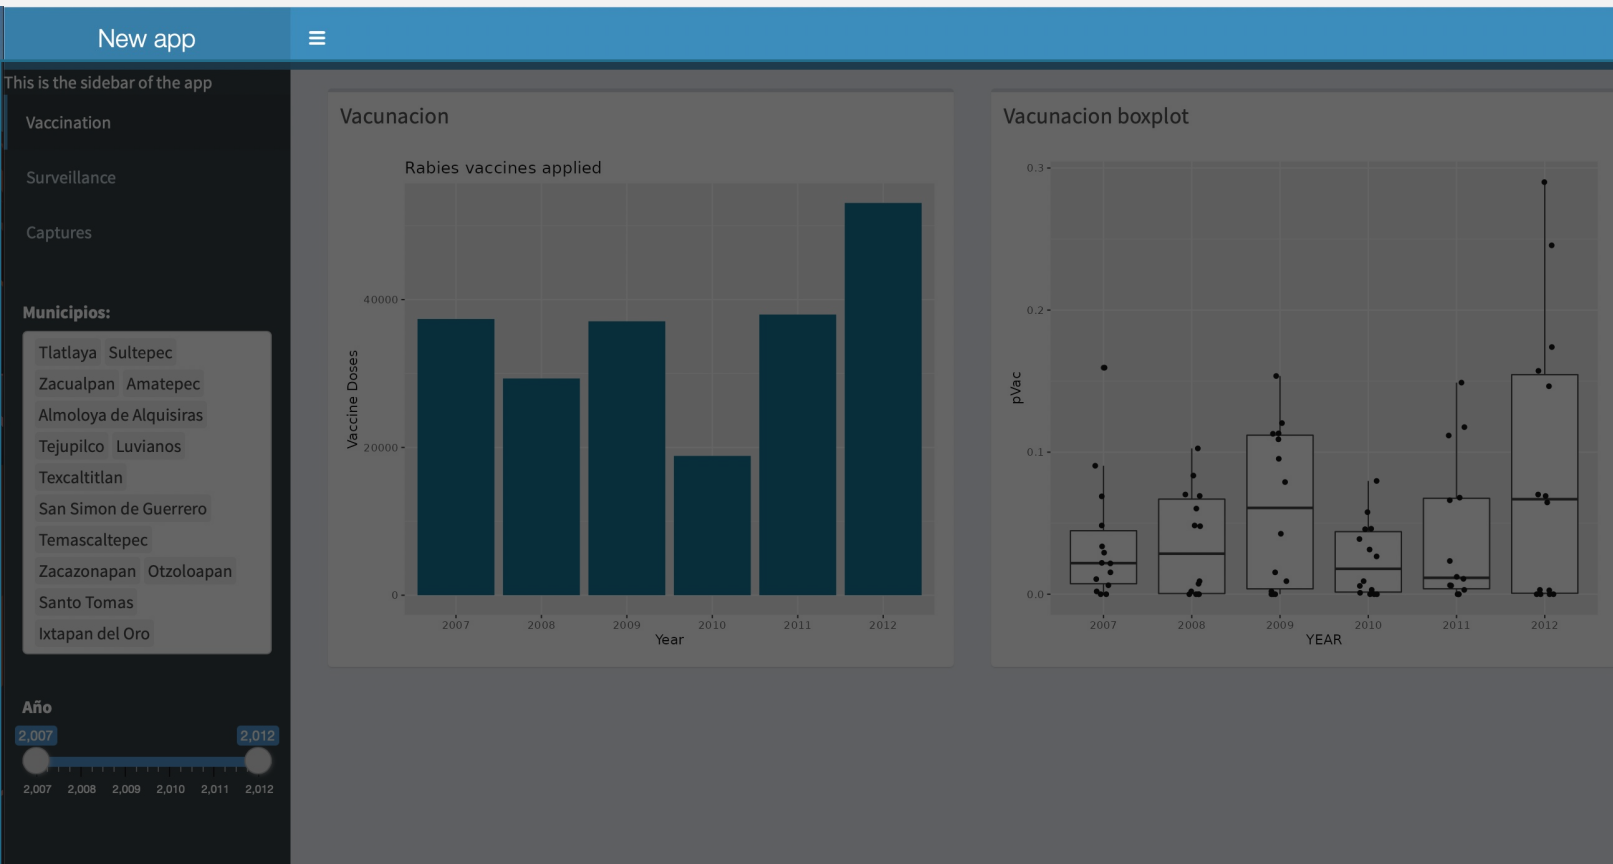 New app
This is the sidebar of the app
Vaccination
Surveillance
Captures
Municipios:
Tlatlaya Sultepec
Zacualpan Amatepec
Almoloya de Alquisiras
Tejupilco Luvianos
Texcaltitlan
San Simon de Guerrero
Temascaltepec
Zacazonapan Otzoloapan
Santo Tomas
Ixtapan del Oro
Año
2,007 2,012
2,007 2,008 2,009 2,010 2,011 2,012
Vacunacion
Rabies vaccines applied
Vaccine Doses
40000
20000
0
2007 2008 2009 2010 2011 2012
Year
Vacunacion boxplot
pVac
0.3
0.2
0.1
0.0
2007 2008 2009 2010 2011 2012
YEAR